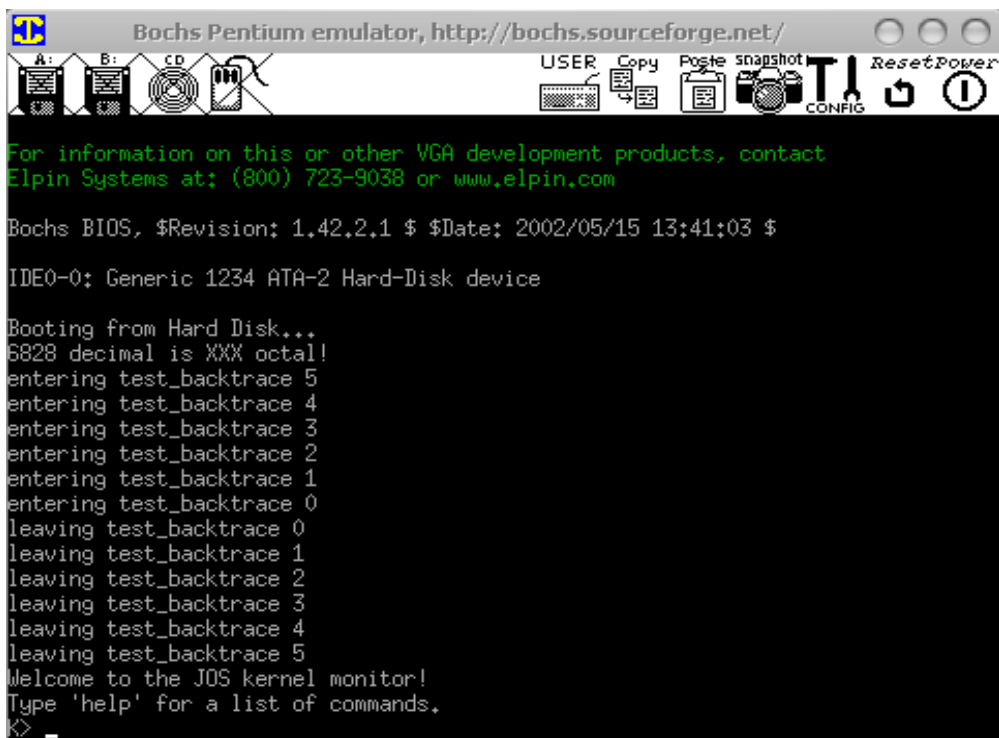 Bochs Pentium emulator, http://bochs.sourceforge.net/
A: B: CD USER Copy Paste snapshot CONFIG Reset Power
For information on this or other VGA development products, contact
Elpin Systems at: (800) 723-9038 or www.elpin.com
Bochs BIOS, $Revision: 1.42.2.1 $ $Date: 2002/05/15 13:41:03 $
IDE0-0: Generic 1234 ATA-2 Hard-Disk device
Booting from Hard Disk...
6828 decimal is XXX octal!
entering test_backtrace 5
entering test_backtrace 4
entering test_backtrace 3
entering test_backtrace 2
entering test_backtrace 1
entering test_backtrace 0
leaving test_backtrace 0
leaving test_backtrace 1
leaving test_backtrace 2
leaving test_backtrace 3
leaving test_backtrace 4
leaving test_backtrace 5
Welcome to the JOS kernel monitor!
Type 'help' for a list of commands.
K> _